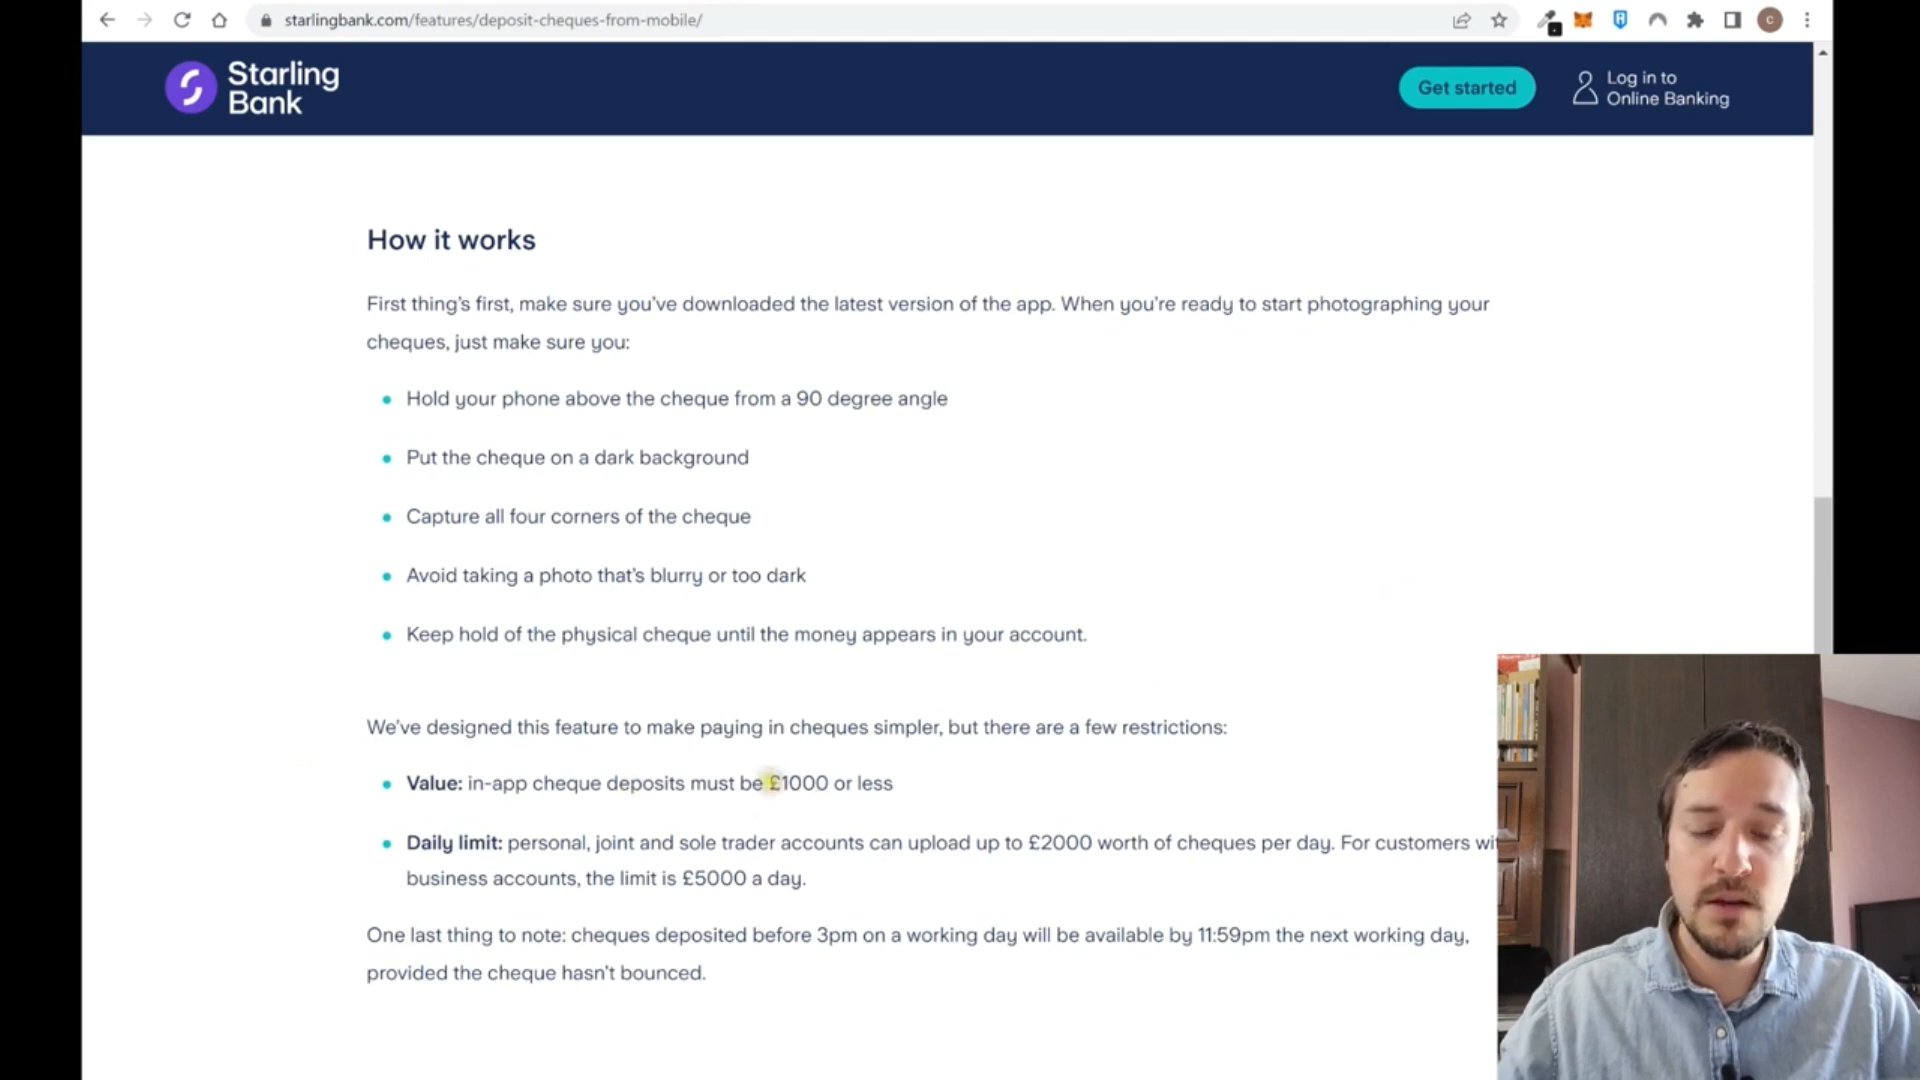 starlingbank.com/features/deposit-cheques-from-mobile/
C
Starling
Bank
Get started
Log in to
Online Banking
How it works
First thing's first, make sure you've downloaded the latest version of the app. When you're ready to start photographing your
cheques, just make sure you:
Hold your phone above the cheque from a 90 degree angle
Put the cheque on a dark background
Capture all four corners of the cheque
Avoid taking a photo that's blurry or too dark
Keep hold of the physical cheque until the money appears in your account.
We've designed this feature to make paying in cheques simpler, but there are a few restrictions:
Value: in-app cheque deposits must be £1000 or less
Daily limit: personal, joint and sole trader accounts can upload up to £2000 worth of cheques per day. For customers wi
business accounts, the limit is £5000 a day.
One last thing to note: cheques deposited before 3pm on a working day will be available by 11:59pm the next working day,
provided the cheque hasn't bounced.